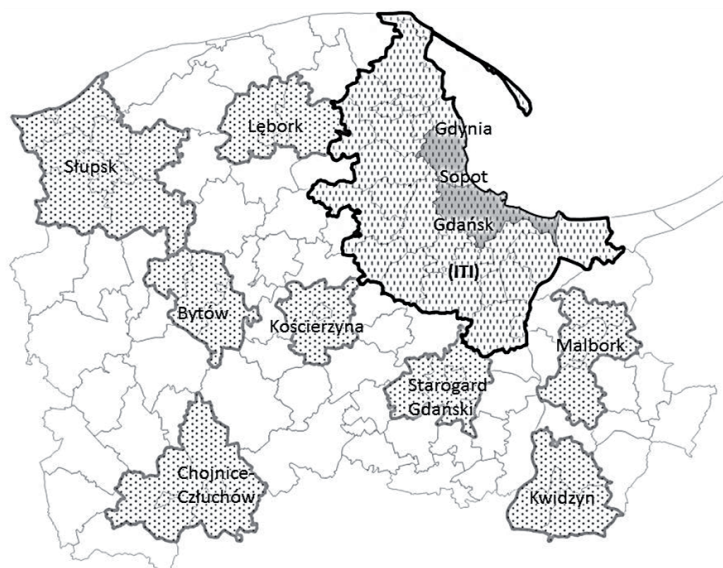 Gdynia
Lębork
Słupsk
Sopot
Gdańsk
(ITI)
Bytów
Kościerzyna
Malbork
Starogard
Gdański
Chojnice-
Człuchów
Kwidzyn